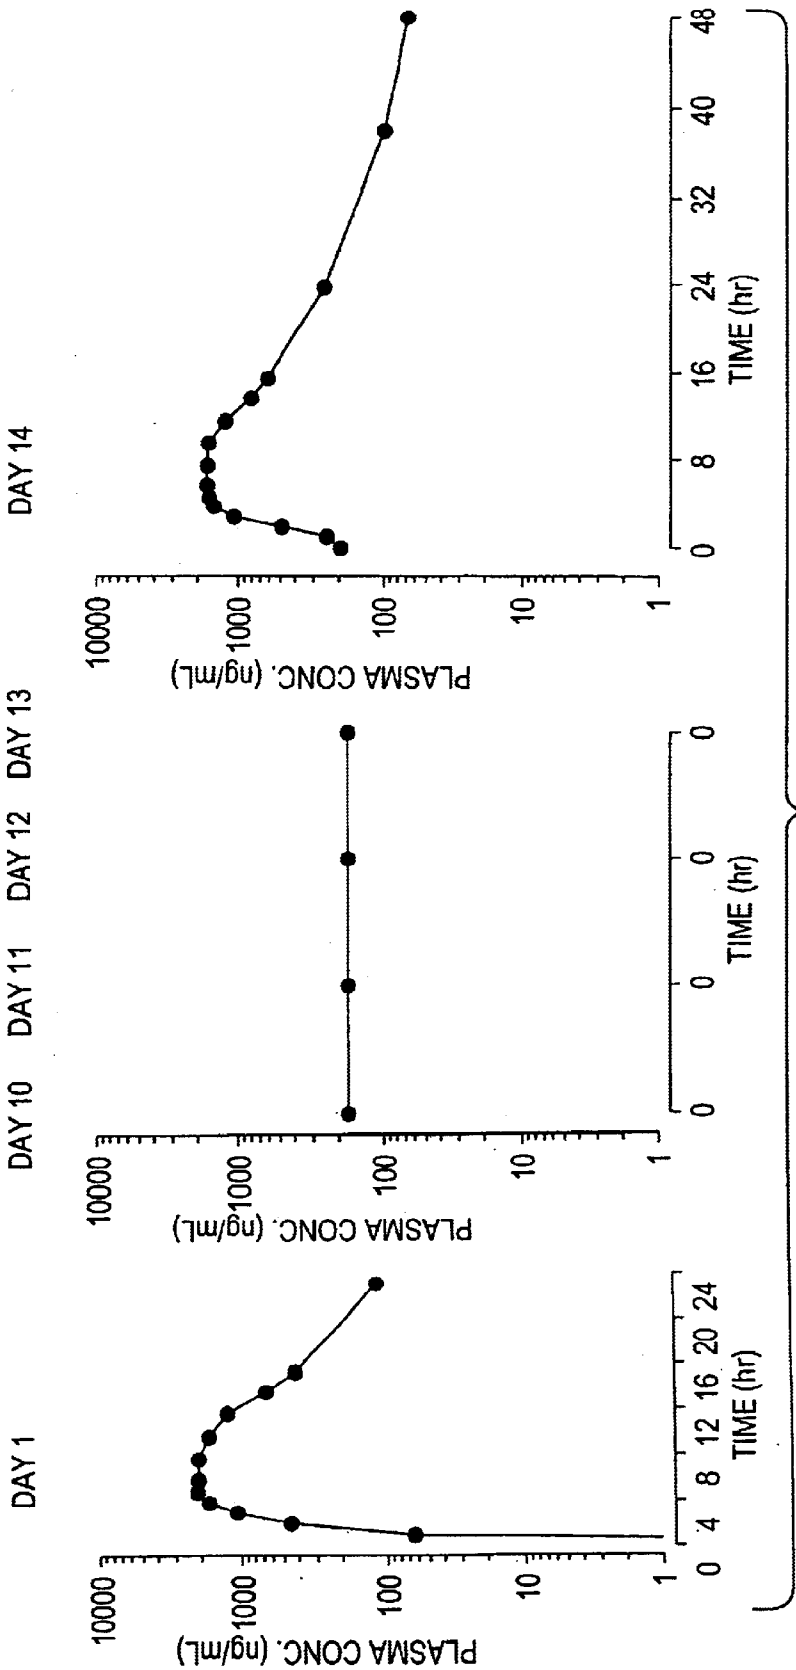 DAY 1
PLASMA CONC. (ng/mL)
10000
1000
100
10
1
0 4 8 12 16 20 24
TIME (hr)
DAY 10 DAY 11 DAY 12 DAY 13
PLASMA CONC. (ng/mL)
10000
1000
100
10
1
0 0 0 0
TIME (hr)
DAY 14
PLASMA CONC. (ng/mL)
10000
1000
100
10
1
0 8 16 24 32 40 48
TIME (hr)